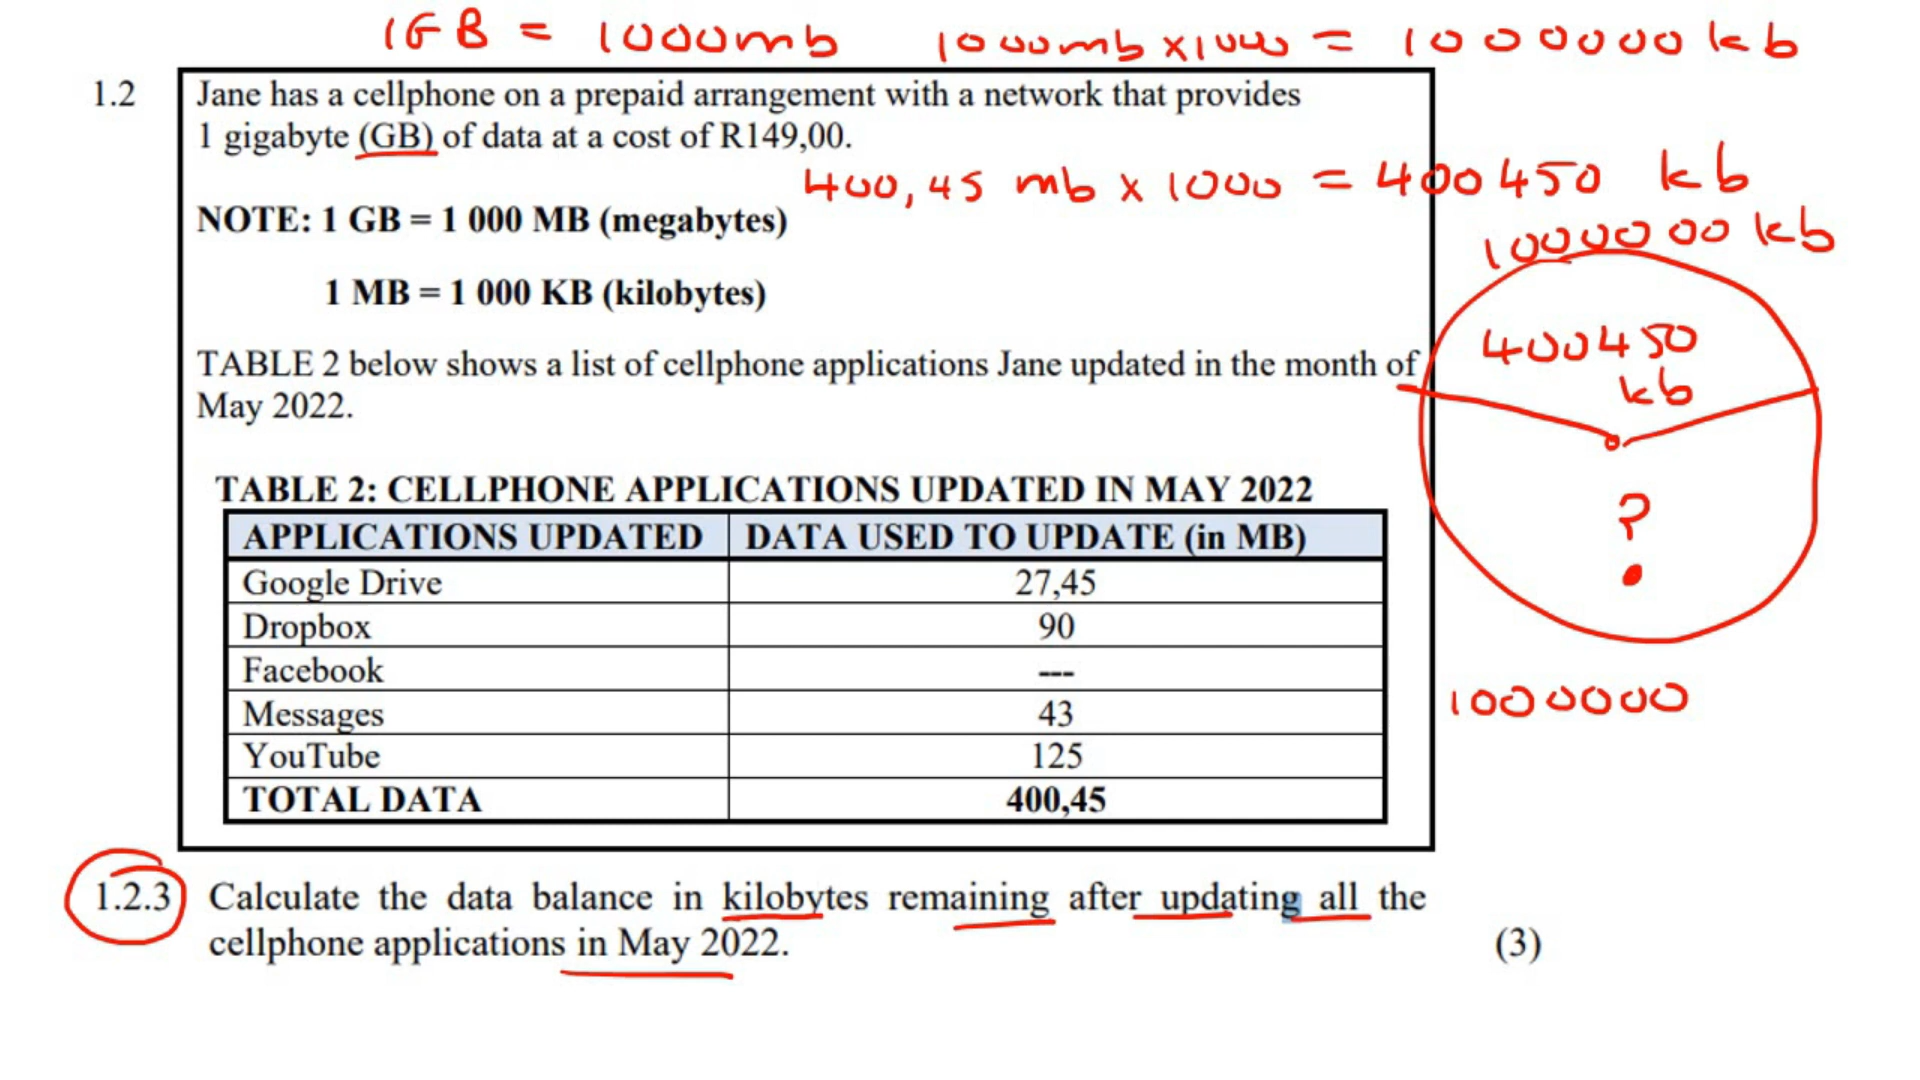 1GB = 1000mb 1000mb x1000 = 1000000 kb
1.2 Jane has a cellphone on a prepaid arrangement with a network that provides
1 gigabyte (GB) of data at a cost of R149,00.
400,45 mb x 1000 = 400450 kb
NOTE: 1 GB = 1 000 MB (megabytes)
1000000 kb
1 MB = 1 000 KB (kilobytes)
400450
kb
TABLE 2 below shows a list of cellphone applications Jane updated in the month of
May 2022.
TABLE 2: CELLPHONE APPLICATIONS UPDATED IN MAY 2022
?
APPLICATIONS UPDATED DATA USED TO UPDATE (in MB)
Google Drive 27,45
Dropbox 90
Facebook ---
Messages 43
YouTube 125
TOTAL DATA 400,45
1000000
1.2.3 Calculate the data balance in kilobytes remaining after updating all the
cellphone applications in May 2022. (3)